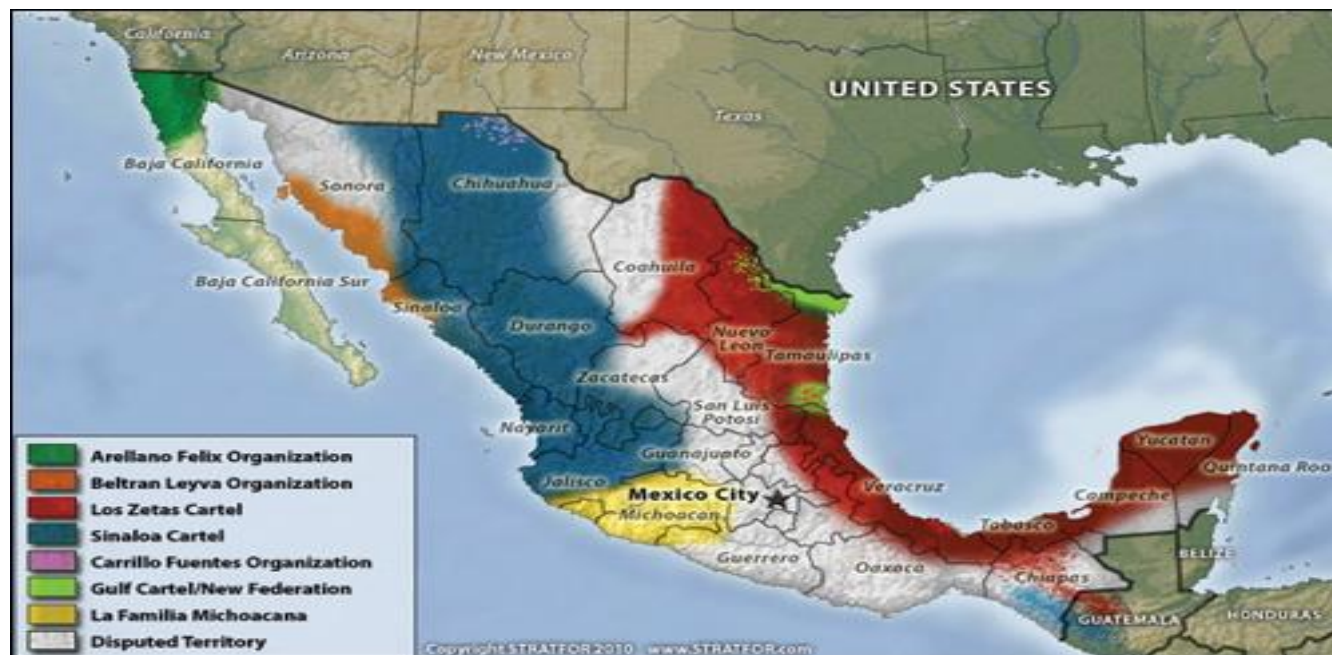 California
Arizona
New Mexico
UNITED STATES
Texas
Baja California
Sonora
Chihuahua
Coahuila
Baja California Sur
Sinaloa
Durango
Nuevo
León
Tamaulipas
Zacatecas
San Luis
Potosi
Nayarit
Guanajuato
Yucatan
Quintana Roo
Jalisco
Mexico City
Veracruz
Campeche
Michoacan
Tabasco
Guerrero
Oaxaca
Chiapas
BELIZE
GUATEMALA
HONDURAS
Arellano Felix Organization
Beltran Leyva Organization
Los Zetas Cartel
Sinaloa Cartel
Carrillo Fuentes Organization
Gulf Cartel/New Federation
La Familia Michoacana
Disputed Territory
Copyright STRATFOR 2010 www.STRATFOR.com